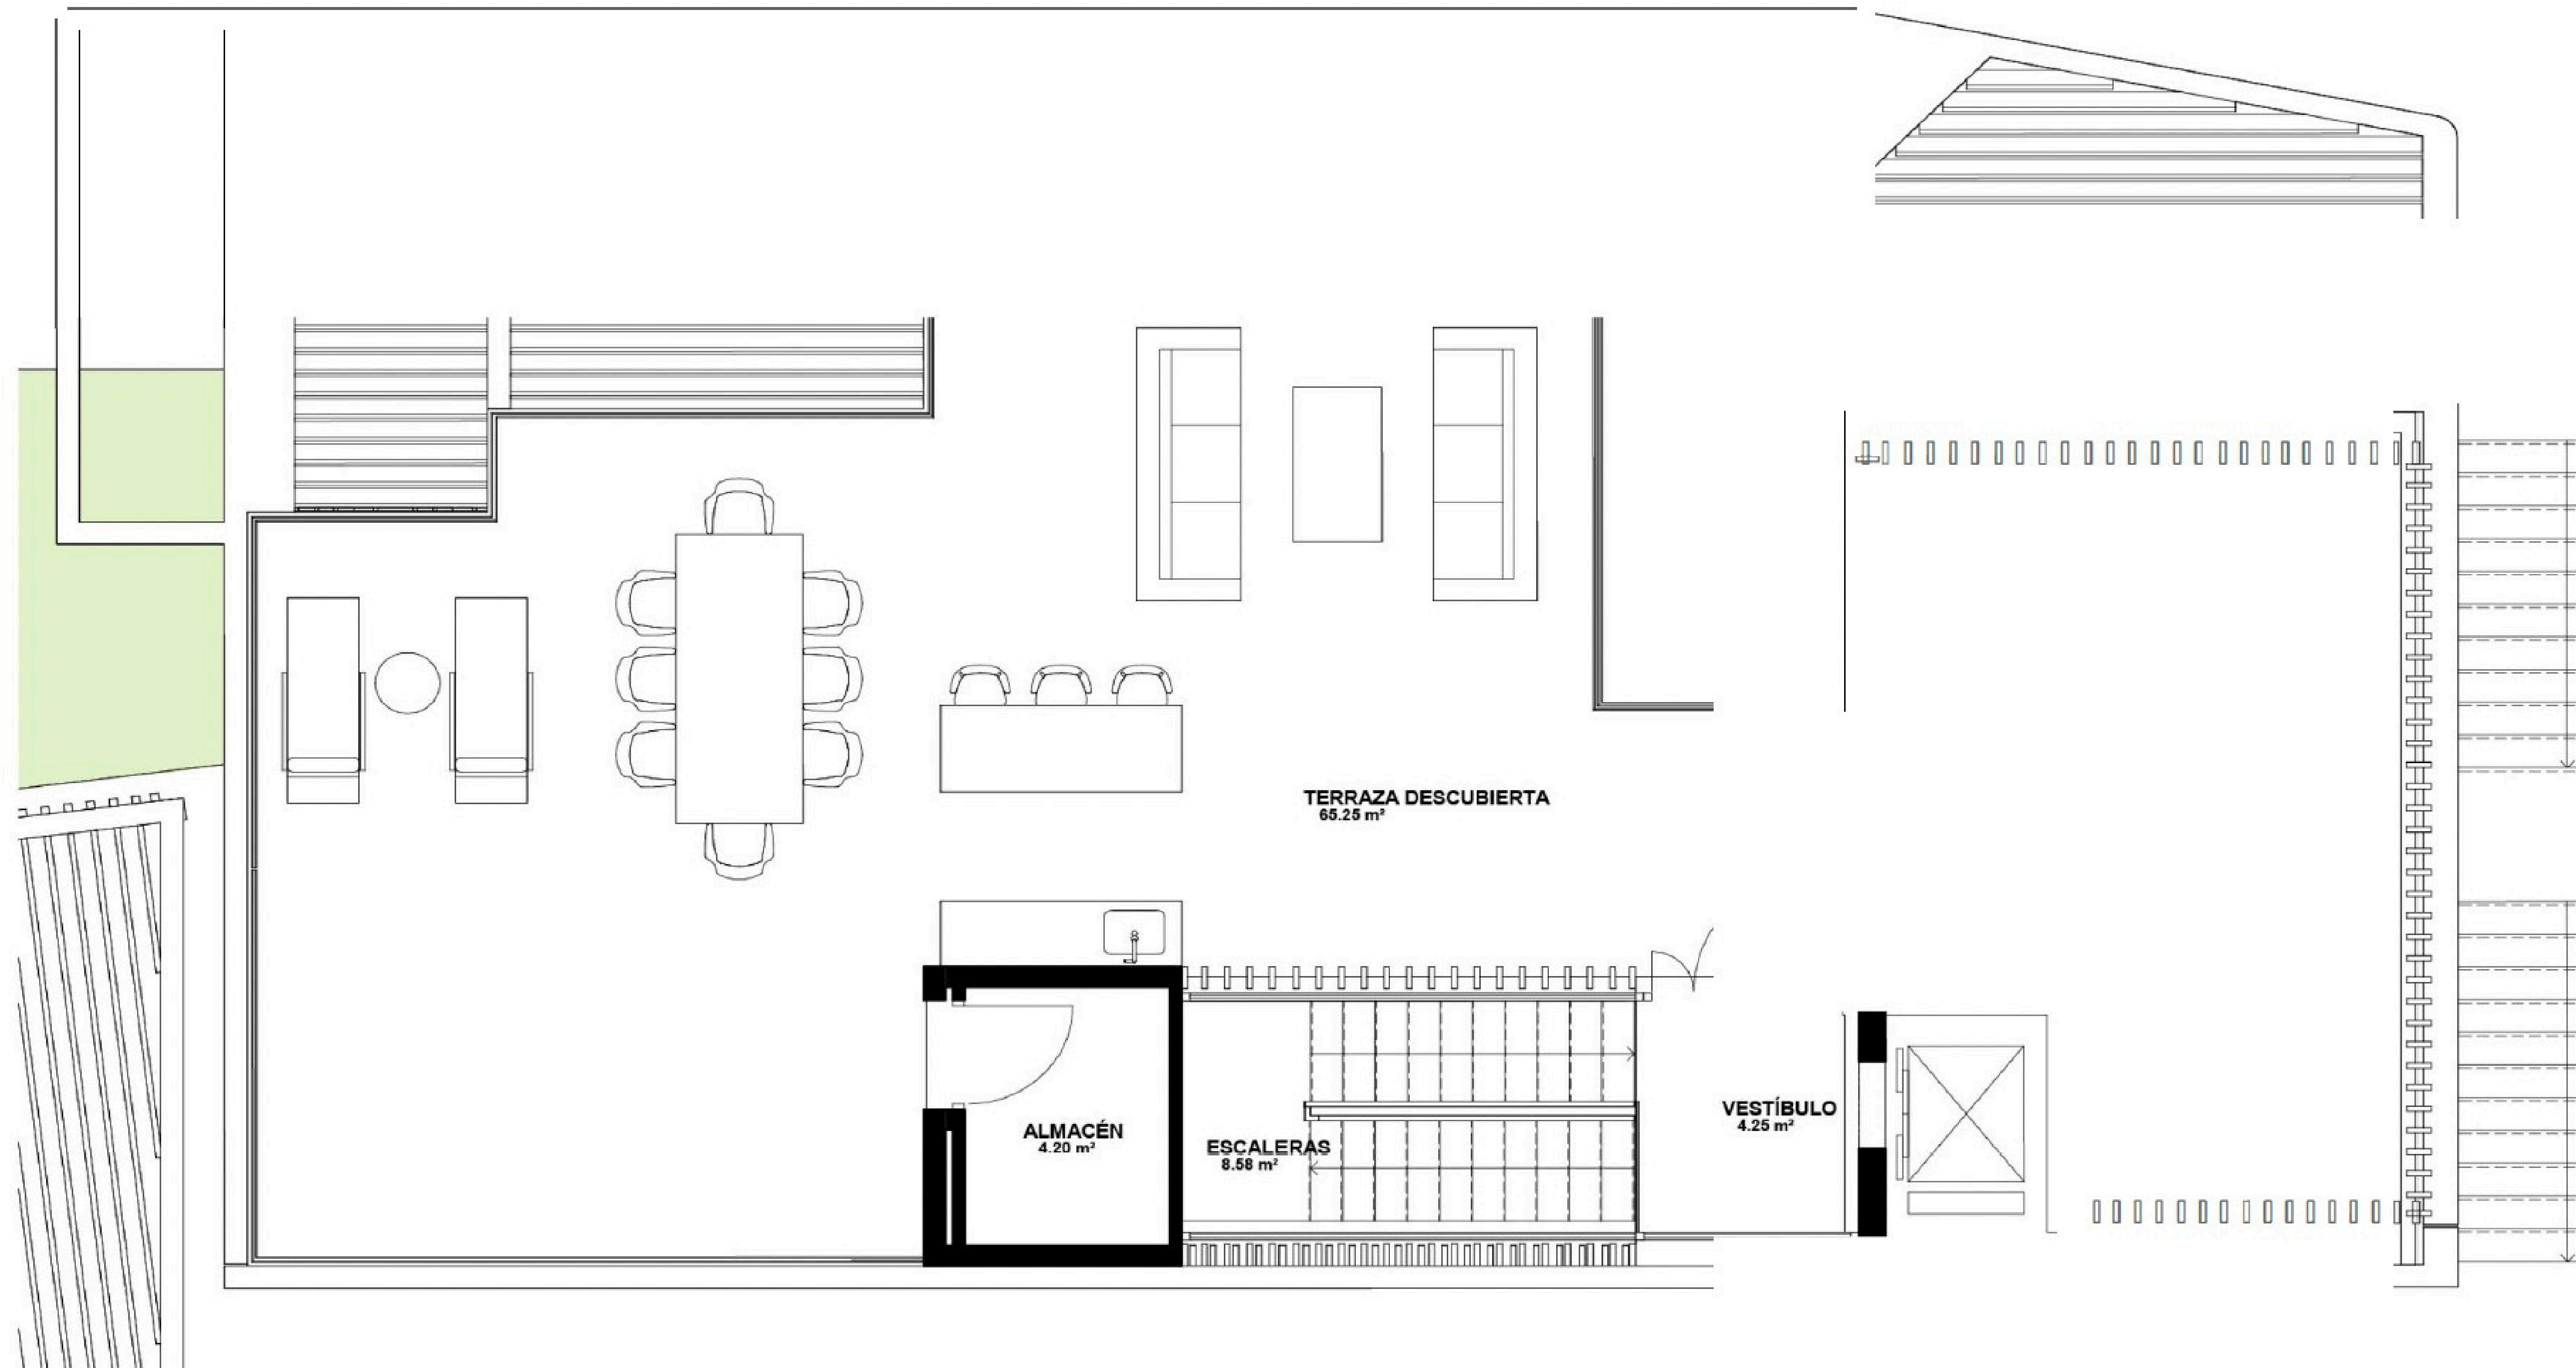 TERRAZA DESCUBIERTA
65.25 m²
ALMACÉN
4.20 m²
ESCALERAS
8.58 m²
VESTÍBULO
4.25 m²